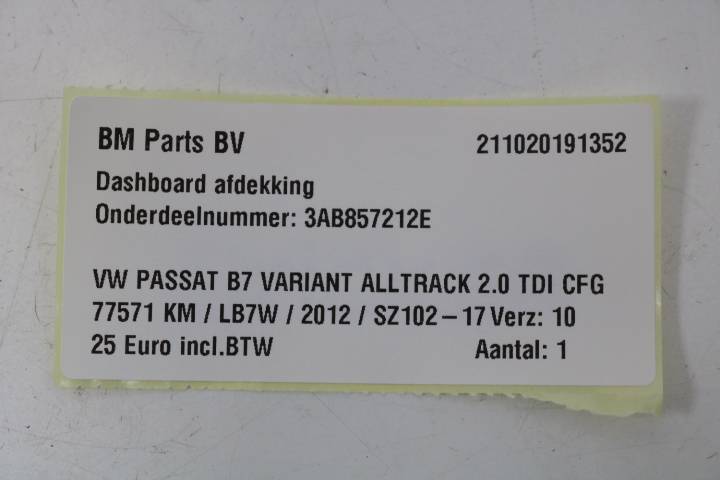 BM Parts BV 211020191352
Dashboard afdekking
Onderdeelnummer: 3AB857212E
VW PASSAT B7 VARIANT ALLTRACK 2.0 TDI CFG
77571 KM / LB7W / 2012 / SZ102-17 Verz: 10
25 Euro incl.BTW Aantal: 1